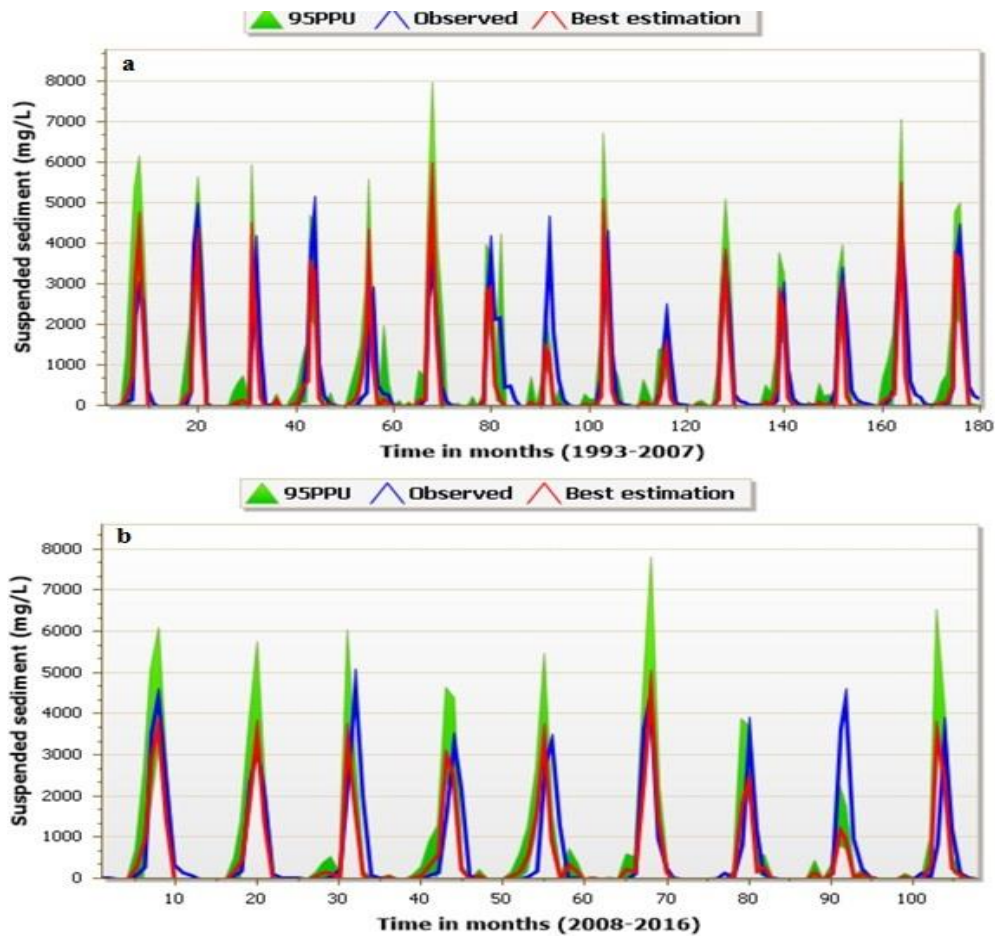 95PPU Observed Best estimation
a
Suspended sediment (mg/L)
8000
7000
6000
5000
4000
3000
2000
1000
0
20 40 60 80 100 120 140 160 180
Time in months (1993-2007)
95PPU Observed Best estimation
b
Suspended sediment (mg/L)
8000
7000
6000
5000
4000
3000
2000
1000
0
10 20 30 40 50 60 70 80 90 100
Time in months (2008-2016)